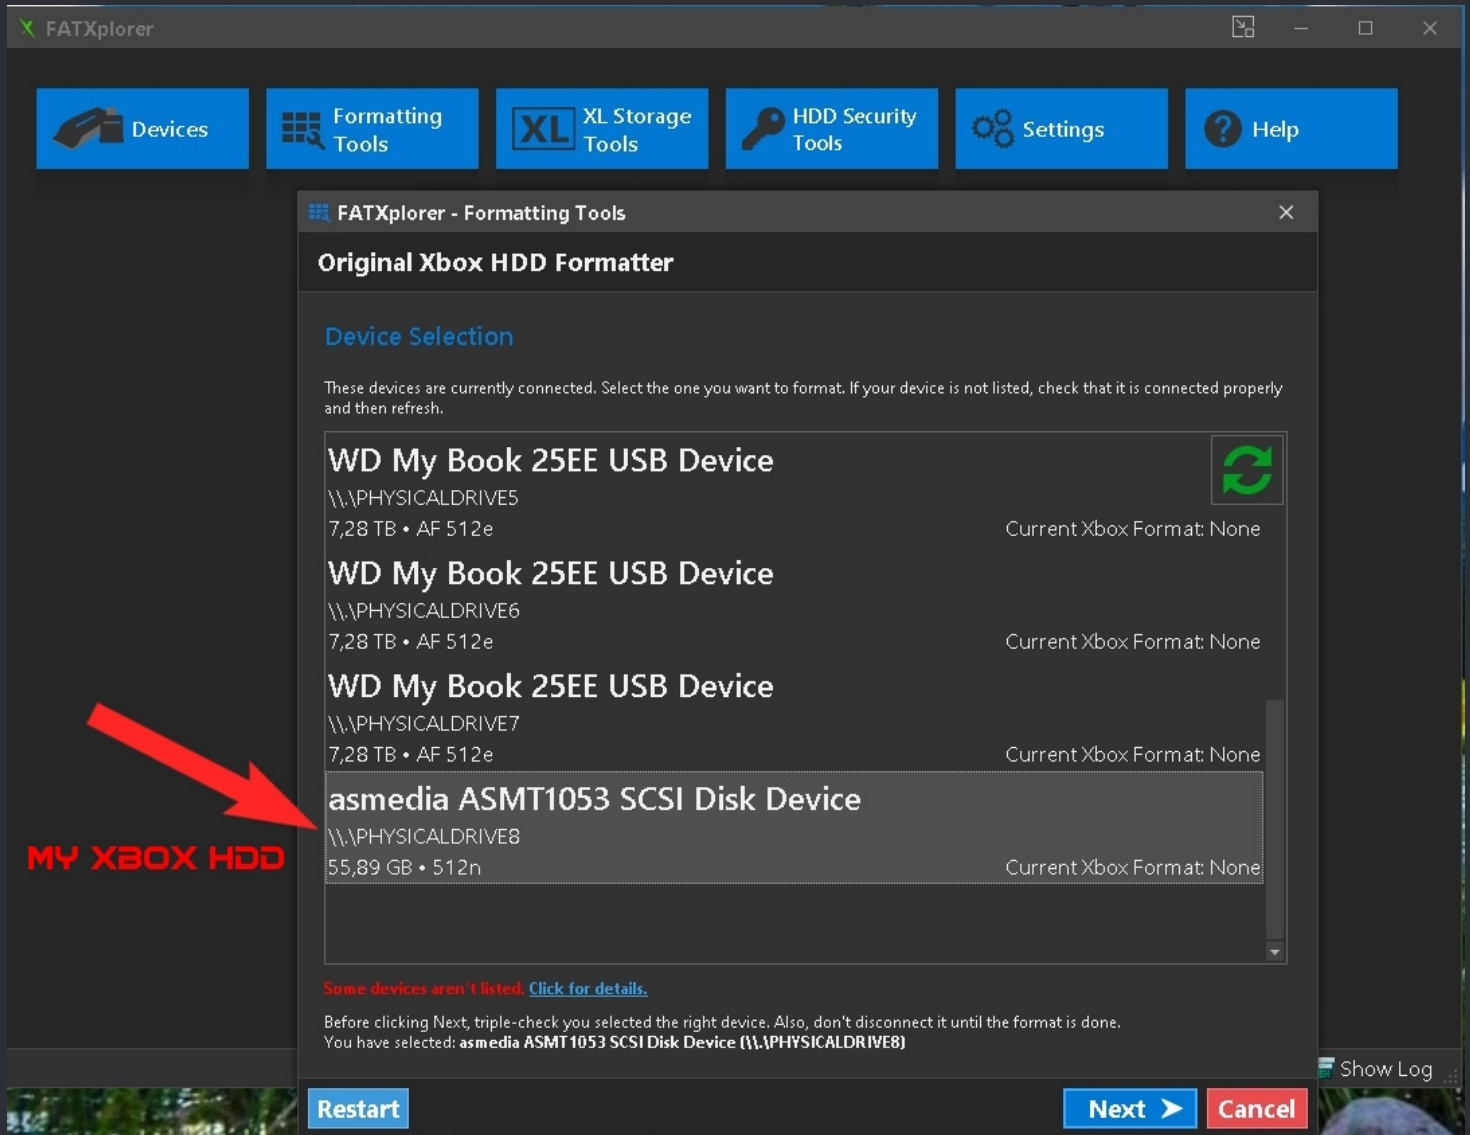 FATXplorer
Devices
Formatting
Tools
XL
XL Storage
Tools
HDD Security
Tools
Settings
?
Help
FATXplorer - Formatting Tools
Original Xbox HDD Formatter
Device Selection
These devices are currently connected. Select the one you want to format. If your device is not listed, check that it is connected properly
and then refresh.
WD My Book 25EE USB Device
\\.\PHYSICALDRIVE5
7,28 TB • AF 512e
Current Xbox Format: None
WD My Book 25EE USB Device
\\.\PHYSICALDRIVE6
7,28 TB • AF 512e
Current Xbox Format: None
WD My Book 25EE USB Device
\\.\PHYSICALDRIVE7
7,28 TB • AF 512e
Current Xbox Format: None
MY XBOX HDD
asmedia ASMT1053 SCSI Disk Device
\\.\PHYSICALDRIVE8
55,89 GB • 512n
Current Xbox Format: None
Some devices aren't listed. Click for details.
Before clicking Next, triple-check you selected the right device. Also, don't disconnect it until the format is done.
You have selected: asmedia ASMT1053 SCSI Disk Device (\\.\PHYSICALDRIVE8)
Show Log
Restart
Next
Cancel